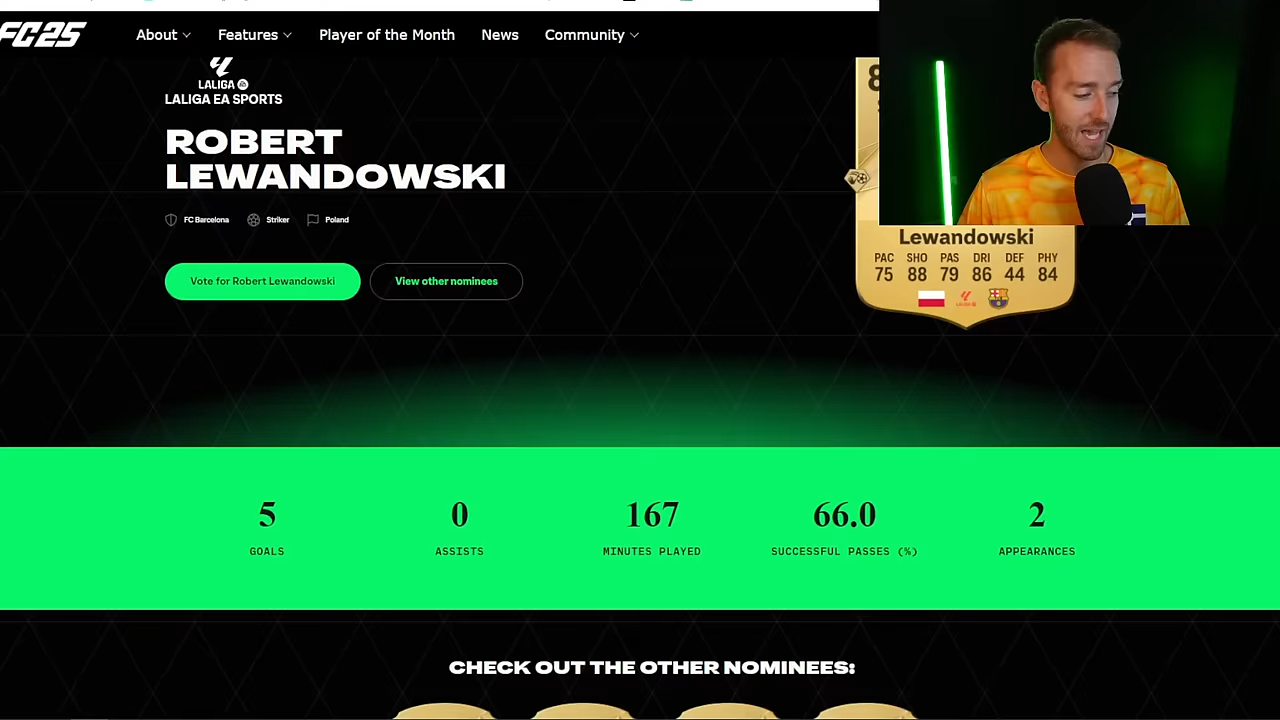 FC25
About
Features
Player of the Month
News
Community
LALIGA
LALIGA EA SPORTS
ROBERT
LEWANDOWSKI
FC Barcelona
Striker
Poland
Vote for Robert Lewandowski
View other nominees
8
Lewandowski
PAC SHO PAS DRI DEF PHY
75 88 79 86 44 84
5
0
167
66.0
2
GOALS
ASSISTS
MINUTES PLAYED
SUCCESSFUL PASSES (%)
APPEARANCES
CHECK OUT THE OTHER NOMINEES: